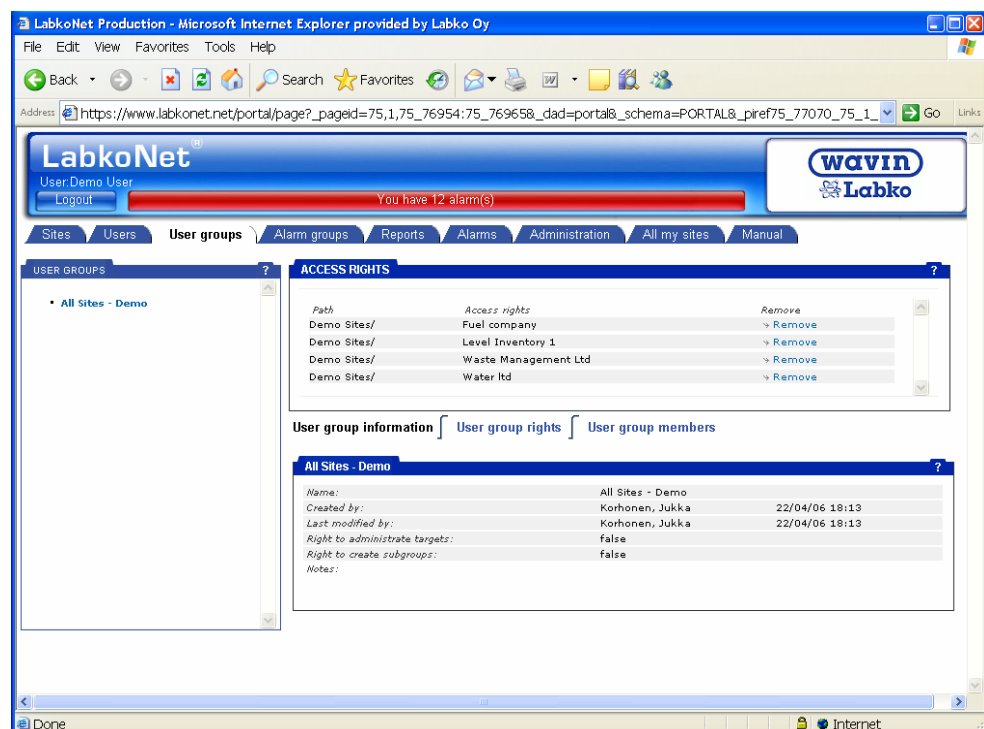 LabkoNet Production - Microsoft Internet Explorer provided by Labko Oy
File Edit View Favorites Tools Help
Back Search Favorites
Address https://www.labkonet.net/portal/page?_pageid=75,1,75_76954:75_76965&_dad=portal&_schema=PORTAL&_piref75_77070_75_1_ Go Links
LabkoNet®
User:Demo User
Logout You have 12 alarm(s)
wavin
Labko
Sites Users User groups Alarm groups Reports Alarms Administration All my sites Manual
USER GROUPS ?
• All Sites - Demo
ACCESS RIGHTS ?
Path Access rights Remove
Demo Sites/ Fuel company Remove
Demo Sites/ Level Inventory 1 Remove
Demo Sites/ Waste Management Ltd Remove
Demo Sites/ Water ltd Remove
User group information User group rights User group members
All Sites - Demo ?
Name: All Sites - Demo
Created by: Korhonen, Jukka 22/04/06 18:13
Last modified by: Korhonen, Jukka 22/04/06 18:13
Right to administrate targets: false
Right to create subgroups: false
Notes:
Done Internet